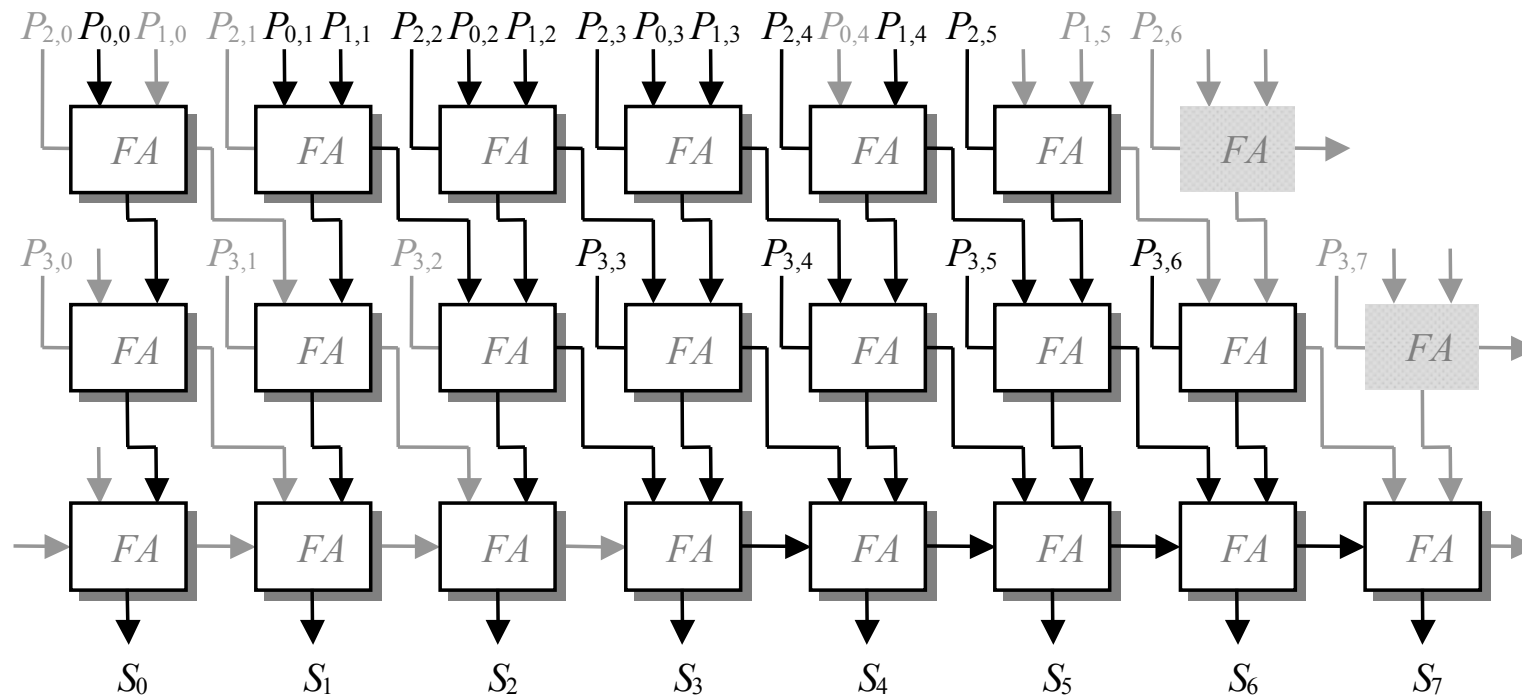 P2,0 P0,0 P1,0 P2,1 P0,1 P1,1 P2,2 P0,2 P1,2 P2,3 P0,3 P1,3 P2,4 P0,4 P1,4 P2,5 P1,5 P2,6
FA FA FA FA FA FA FA
P3,0 P3,1 P3,2 P3,3 P3,4 P3,5 P3,6 P3,7
FA FA FA FA FA FA FA FA
FA FA FA FA FA FA FA FA
S0 S1 S2 S3 S4 S5 S6 S7